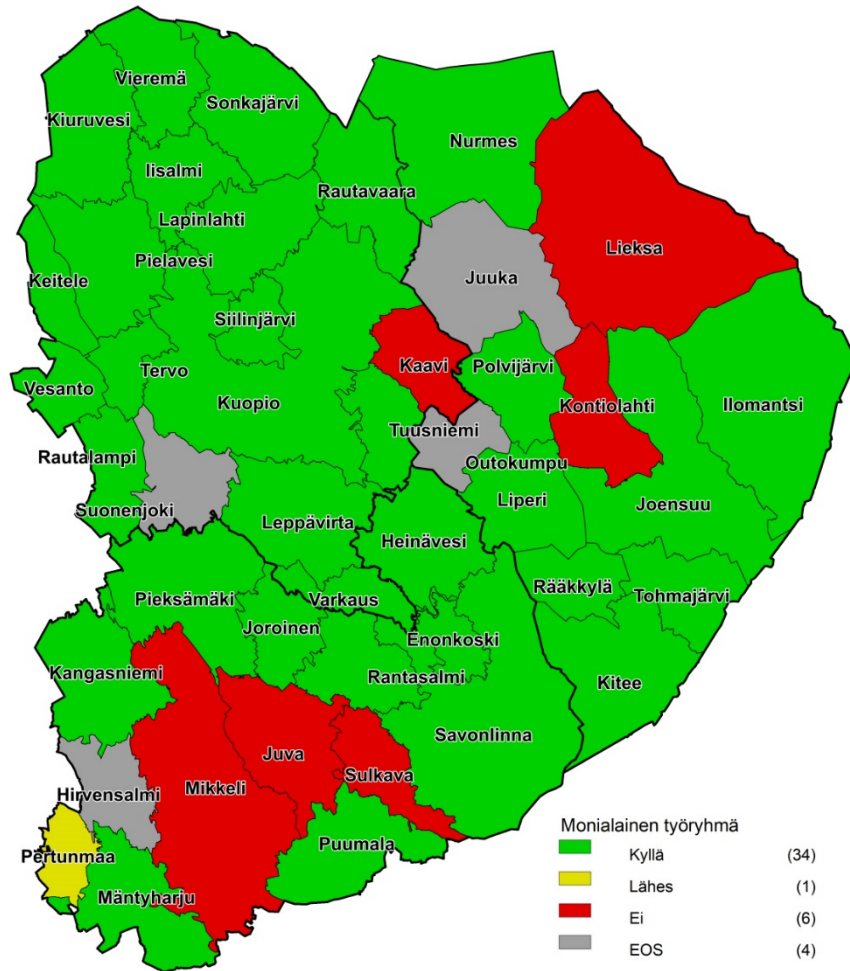 Vieremä
Sonkajärvi
Kiuruvesi
Nurmes
Iisalmi
Rautavaara
Lapinlahti
Lieksa
Pielavesi
Keitele
Juuka
Siilinjärvi
Kaavi
Polvijärvi
Tervo
Vesanto
Kontiolahti
Ilomantsi
Kuopio
Tuusniemi
Rautalampi
Outokumpu
Liperi
Joensuu
Suonenjoki
Leppävirta
Heinävesi
Rääkkylä
Tohmajärvi
Pieksämäki
Varkaus
Joroinen
Enonkoski
Kangasniemi
Rantasalmi
Kitee
Savonlinna
Juva
Sulkava
Mikkeli
Hirvensalmi
Puumala
Pertunmaa
Mäntyharju
Monialainen työryhmä
Kyllä (34)
Lähes (1)
Ei (6)
EOS (4)